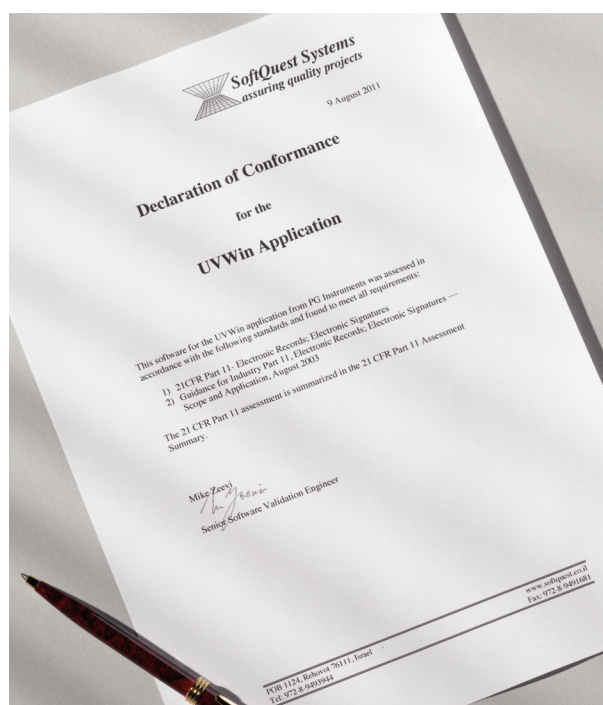 SoftQuest Systems
assuring quality projects
9 August 2011
Declaration of Conformance
for the
UVWin Application
This software for the UVWin application from PG Instruments was assessed in
accordance with the following standards and found to meet all requirements:
1) 21CFR Part 11- Electronic Records; Electronic Signatures
2) Guidance for Industry Part 11, Electronic Records; Electronic Signatures —
Scope and Application, August 2003
The 21 CFR Part 11 assessment is summarized in the 21 CFR Part 11 Assessment
Summary.
Mike Zeevi
Senior Software Validation Engineer
www.softquest.co.il
Fax: 972-8-9491681
POB 1124, Rehovot 76111, Israel
Tel: 972-8-9493944